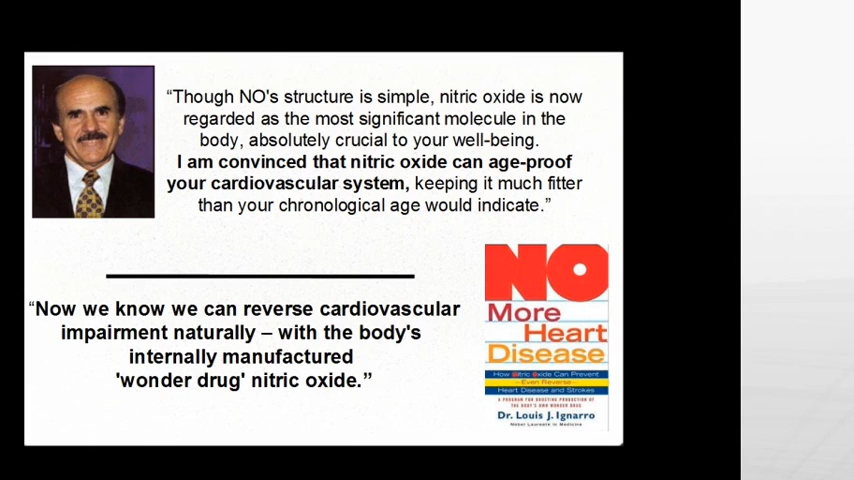 “Though NO's structure is simple, nitric oxide is now
regarded as the most significant molecule in the
body, absolutely crucial to your well-being.
I am convinced that nitric oxide can age-proof
your cardiovascular system, keeping it much fitter
than your chronological age would indicate.”
“Now we know we can reverse cardiovascular
impairment naturally – with the body's
internally manufactured
'wonder drug' nitric oxide.”
NO
More
Heart
Disease
How Nitric Oxide Can Prevent
–Even Reverse–
Heart Disease and Strokes
A PROGRAM FOR BOOSTING PRODUCTION OF
THE BODY'S OWN WONDER DRUG
Dr. Louis J. Ignarro
Nobel Laureate in Medicine